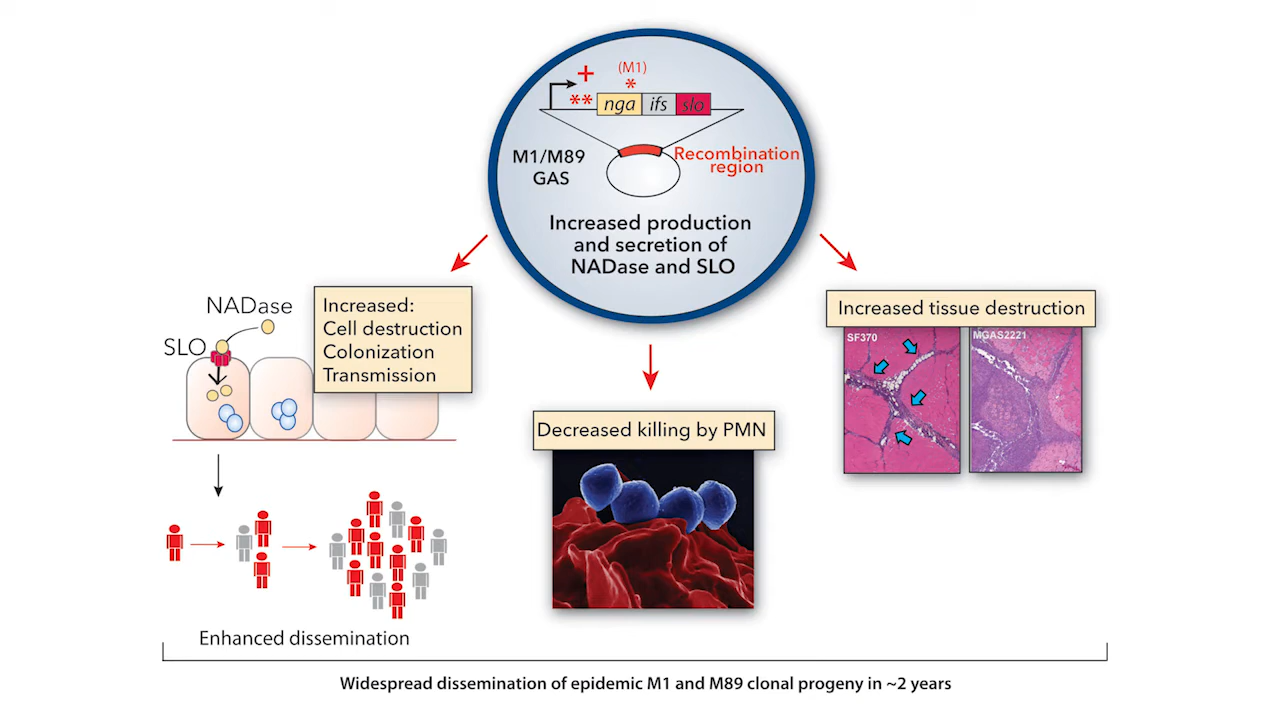 +
(M1)
*
**
nga ifs slo
M1/M89
GAS
Recombination
region
Increased production
and secretion of
NADase and SLO
NADase
SLO
Increased:
Cell destruction
Colonization
Transmission
Enhanced dissemination
Decreased killing by PMN
Increased tissue destruction
SF370
MGAS2221
Widespread dissemination of epidemic M1 and M89 clonal progeny in ~2 years